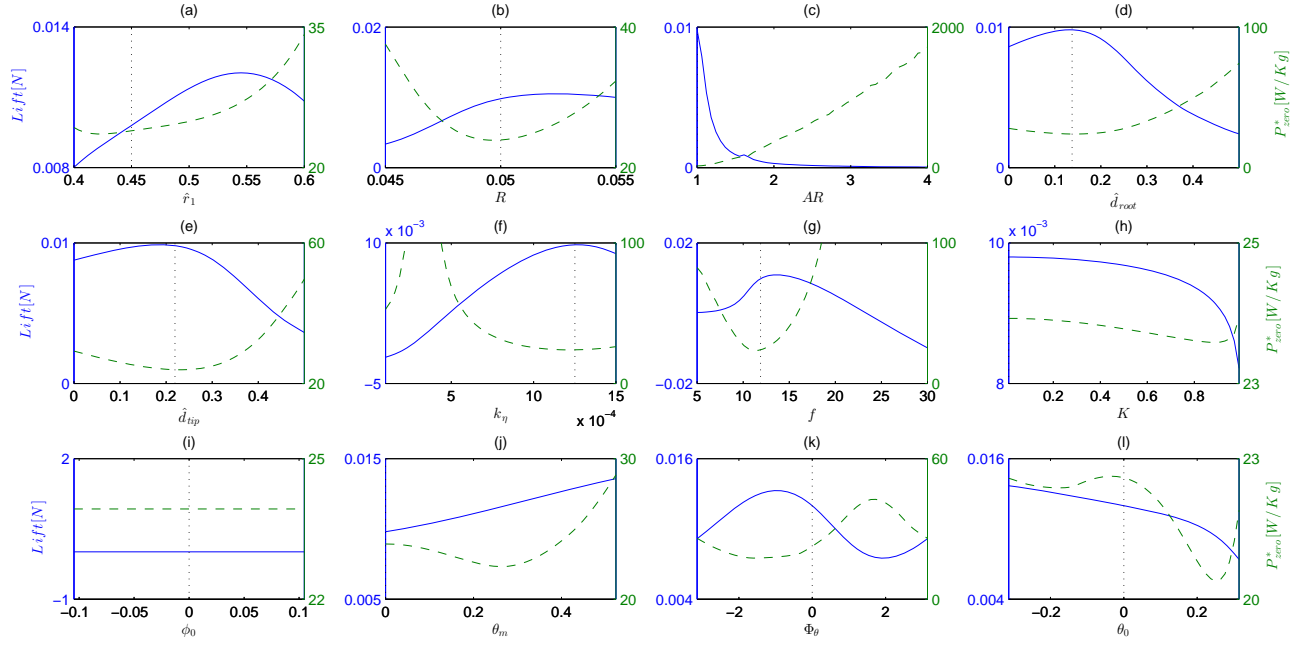 (a) (b) (c) (d)
0.014 35 0.02 40 0.01 2000 0.01 100
Lift[N] P*zero[W/Kg]
0.008 20 0 20 0 0 0 0
0.4 0.45 0.5 0.55 0.6 0.045 0.05 0.055 1 2 3 4 0 0.1 0.2 0.3 0.4
r̂1 R AR d̂root
(e) (f) (g) (h)
0.01 60 10 x 10⁻³ 100 0.02 100 10 x 10⁻³ 25
Lift[N] P*zero[W/Kg]
0 20 −5 0 −0.02 0 8 23
0 0.1 0.2 0.3 0.4 5 10 15 5 10 15 20 25 30 0 0.2 0.4 0.6 0.8
d̂tip kη x 10⁻⁴ f K
(i) (j) (k) (l)
2 25 0.015 30 0.016 60 0.016 23
Lift[N] P*zero[W/Kg]
−1 22 0.005 20 0.004 0 0.004 20
−0.1 −0.05 0 0.05 0.1 0 0.2 0.4 −2 0 2 −0.2 0 0.2
ϕ0 θm Φθ θ0